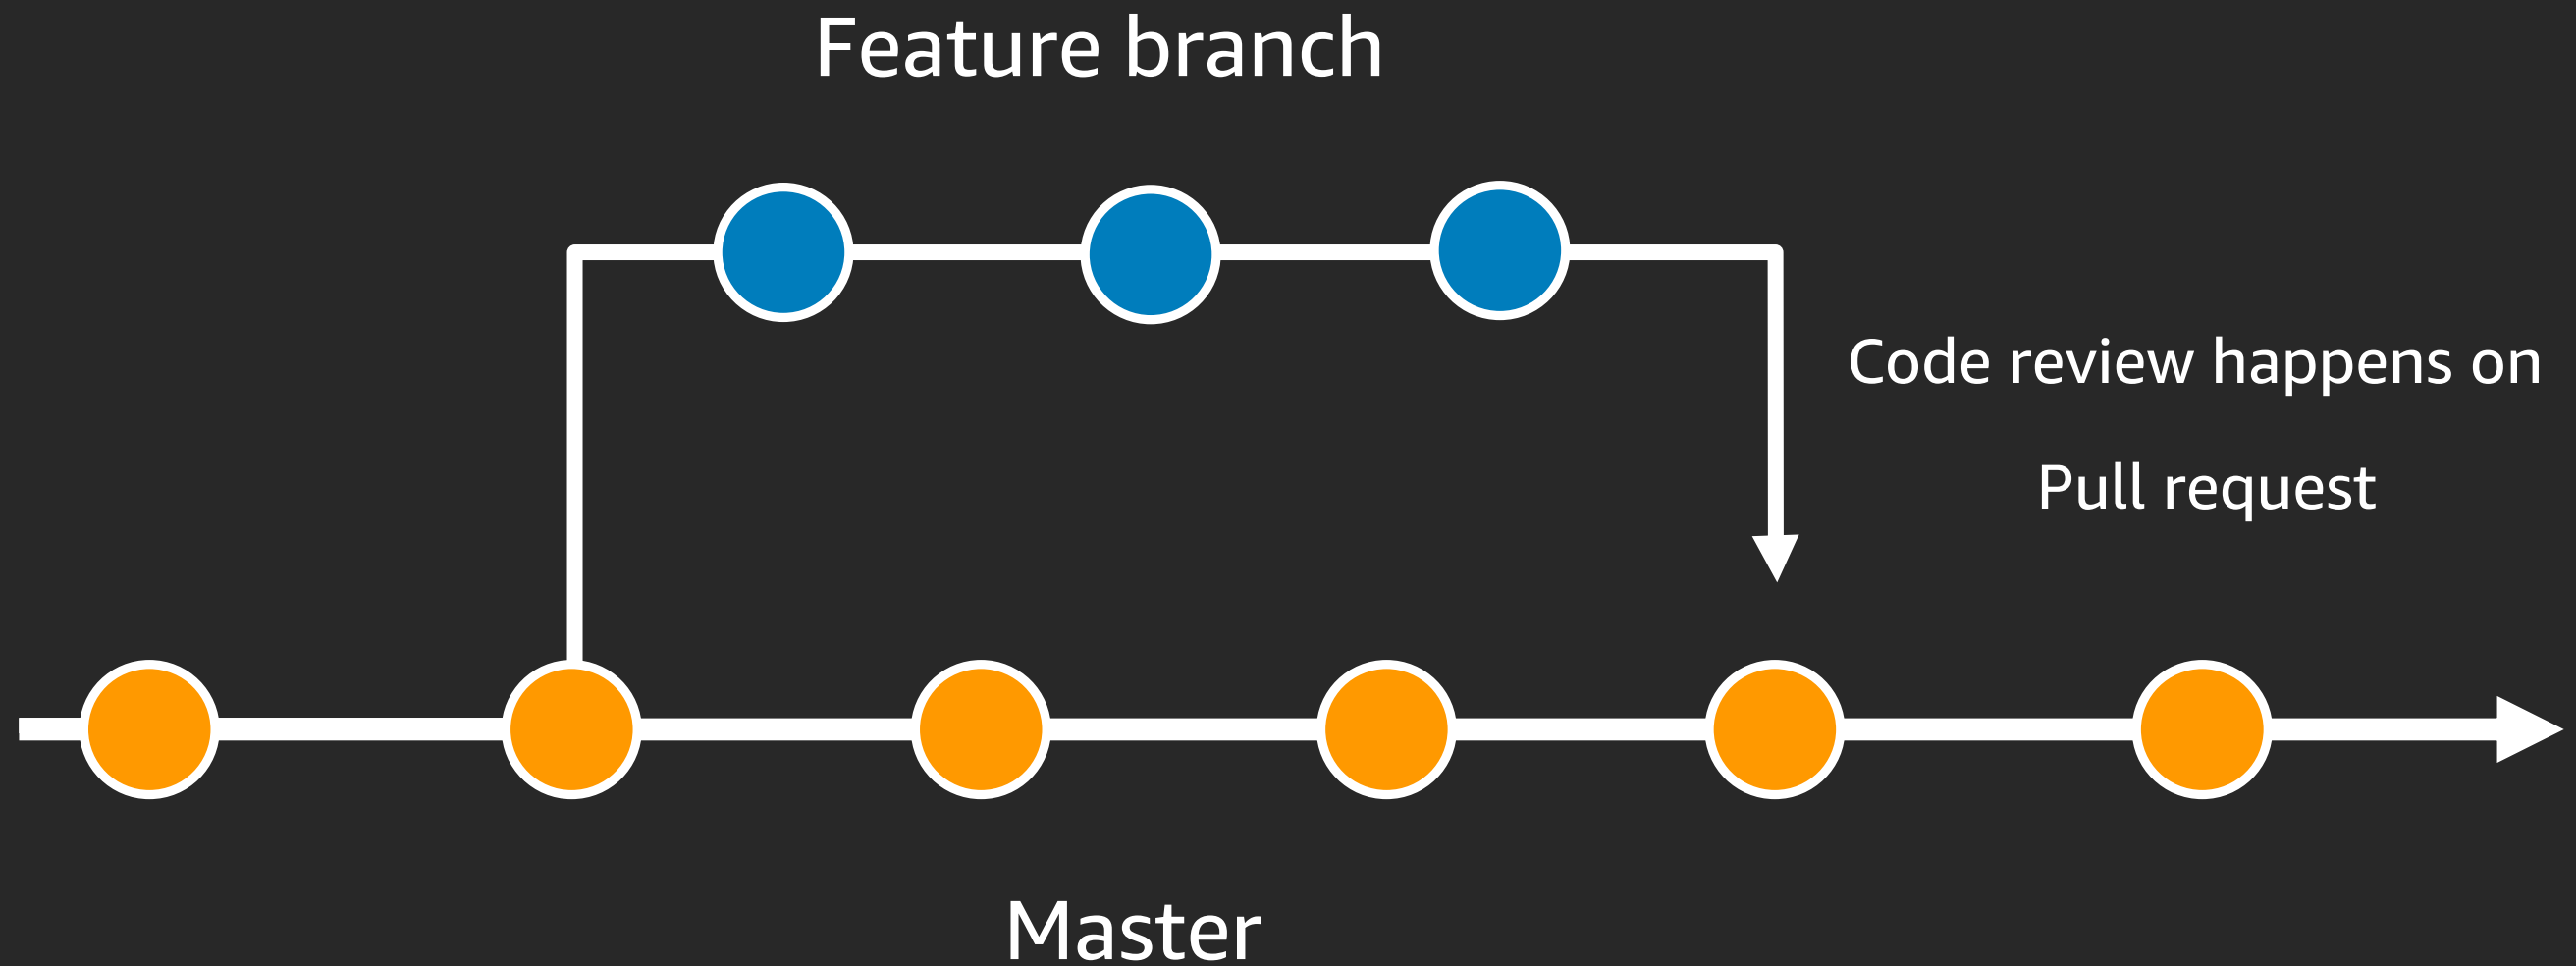 Feature branch
Code review happens on
Pull request
Master